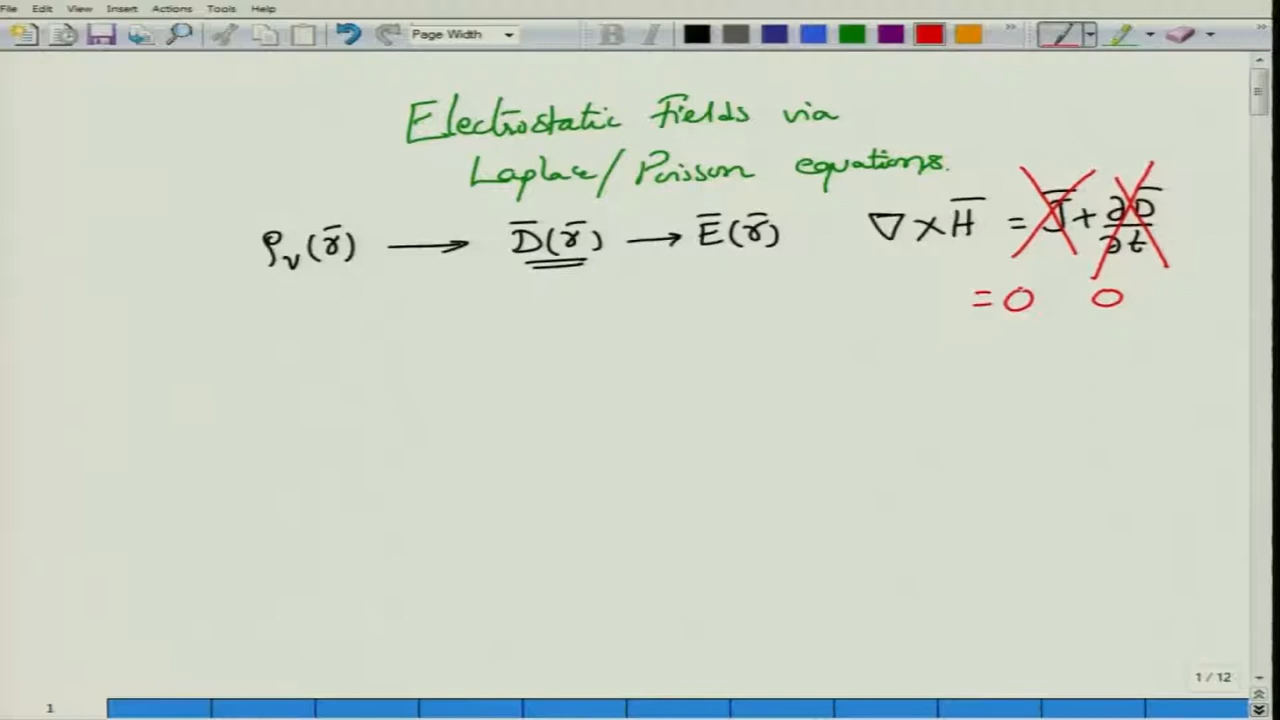 File Edit View Insert Actions Tools Help
Page Width B I
Electrostatic Fields via
Laplace/Poisson equations.
ρv(r̄) → D̄(r̄) → Ē(r̄) ∇ × H̄ = J̄ + ∂D̄/∂t
= 0 0
1 / 12
1